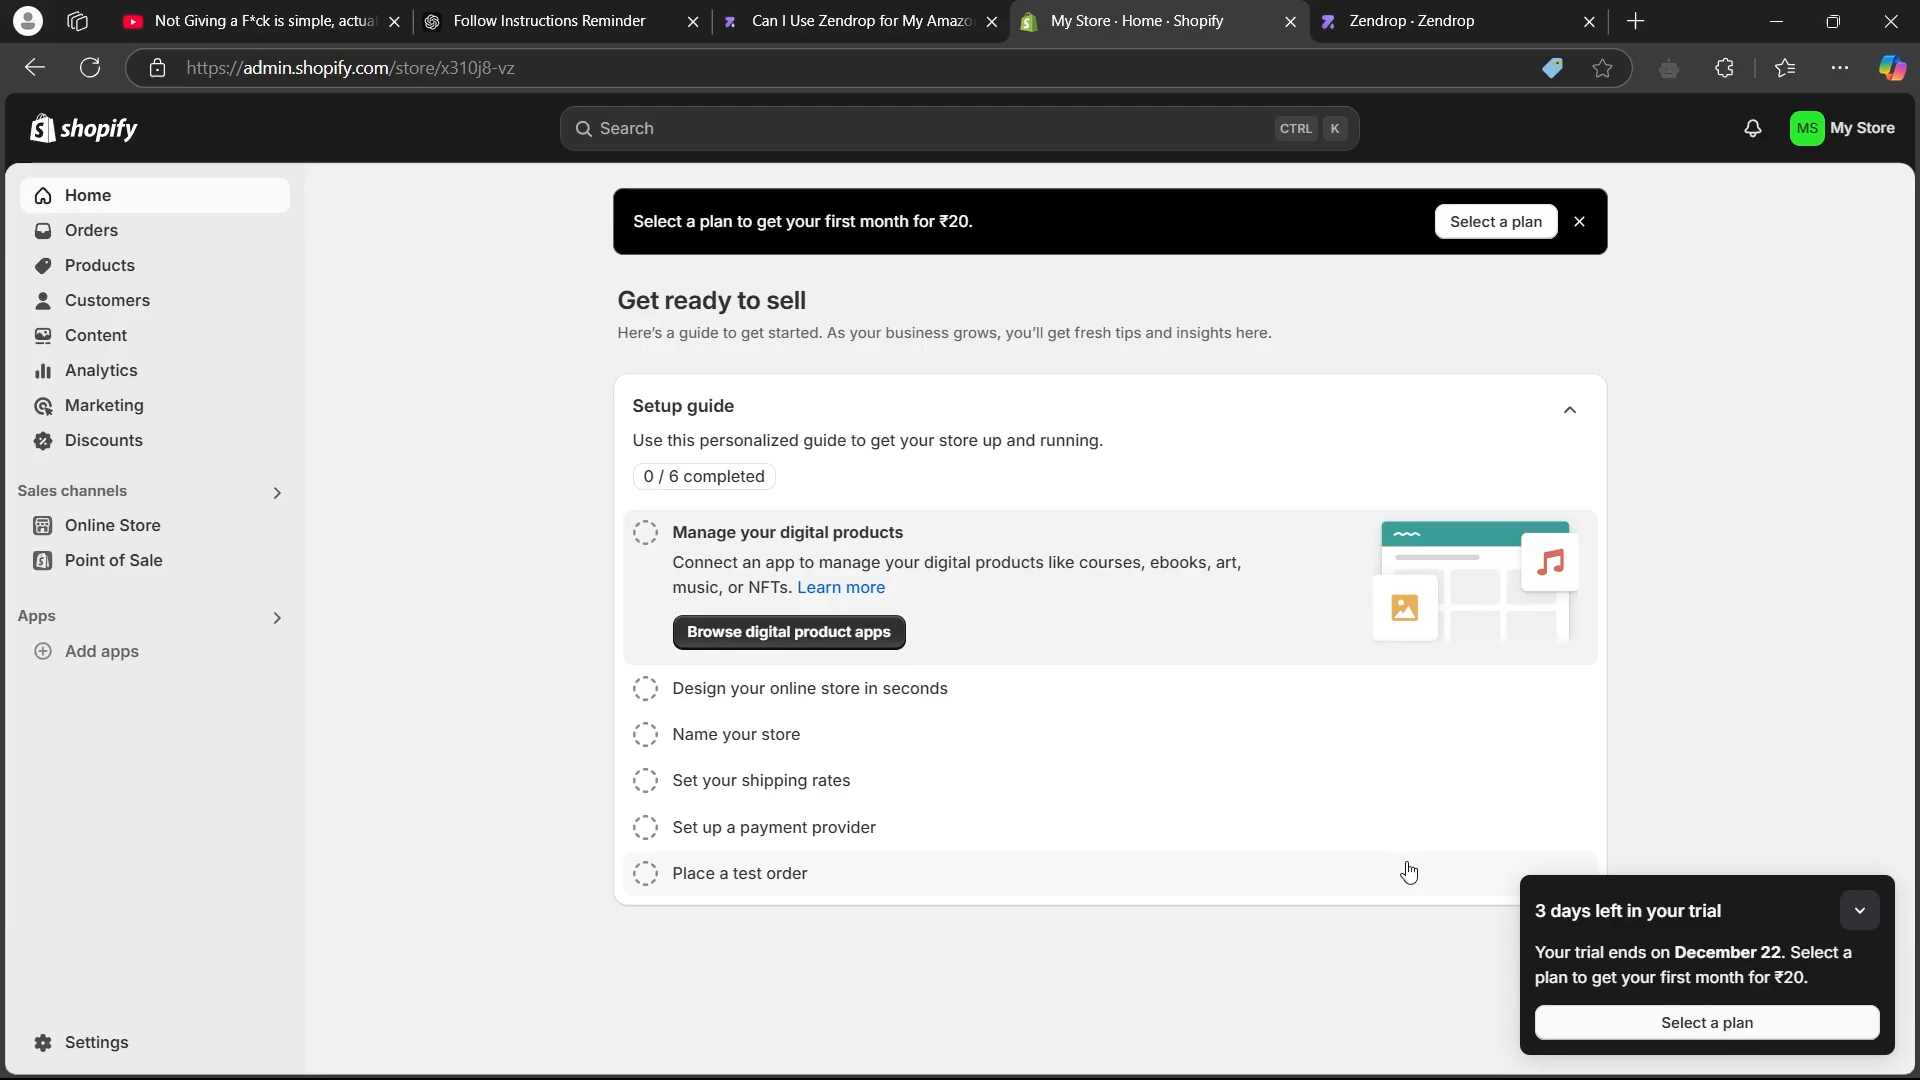 Not Giving a F*ck is simple, actual
Follow Instructions Reminder
Can I Use Zendrop for My Amazo
My Store · Home · Shopify
Zendrop · Zendrop
https://admin.shopify.com/store/x310j8-vz
shopify
Search
CTRL K
MS My Store
Home
Orders
Products
Customers
Content
Analytics
Marketing
Discounts
Sales channels
Online Store
Point of Sale
Apps
Add apps
Settings
Select a plan to get your first month for ₹20.
Select a plan
Get ready to sell
Here's a guide to get started. As your business grows, you'll get fresh tips and insights here.
Setup guide
Use this personalized guide to get your store up and running.
0 / 6 completed
Manage your digital products
Connect an app to manage your digital products like courses, ebooks, art,
music, or NFTs. Learn more
Browse digital product apps
Design your online store in seconds
Name your store
Set your shipping rates
Set up a payment provider
Place a test order
3 days left in your trial
Your trial ends on December 22. Select a
plan to get your first month for ₹20.
Select a plan